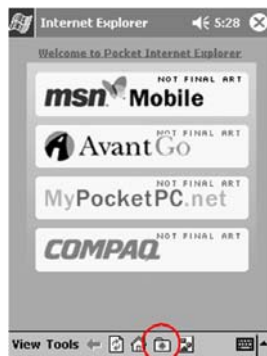 Internet Explorer 5:28
Welcome to Pocket Internet Explorer
NOT FINAL ART
msn Mobile
NOT FINAL ART
AvantGo
NOT FINAL ART
MyPocketPC.net
NOT FINAL ART
COMPAQ
View Tools